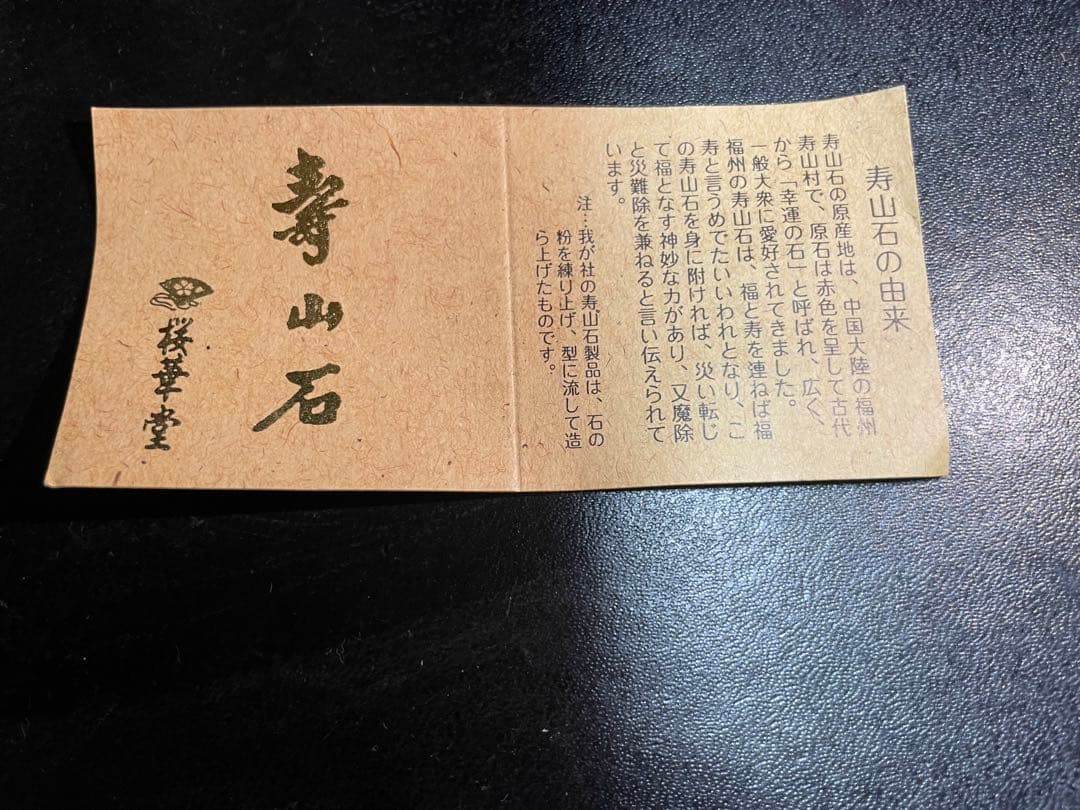 寿山石の由来
寿山石の原産地は、中国大陸の福州
寿山村で、原石は赤色を呈して古代
から「幸運の石」と呼ばれ、広く、
一般大衆に愛好されてきました。
福州の寿山石は、福と寿を連ねば福
寿と言うめでたいいわれとなり、こ
の寿山石を身に附ければ、災い転じ
て福となす神妙な力があり、又魔除
と災難除を兼ねると言い伝えられて
います。
注…我が社の寿山石製品は、石の
粉を練り上げ、型に流して造
ら上げたものです。
壽山石
桜華堂